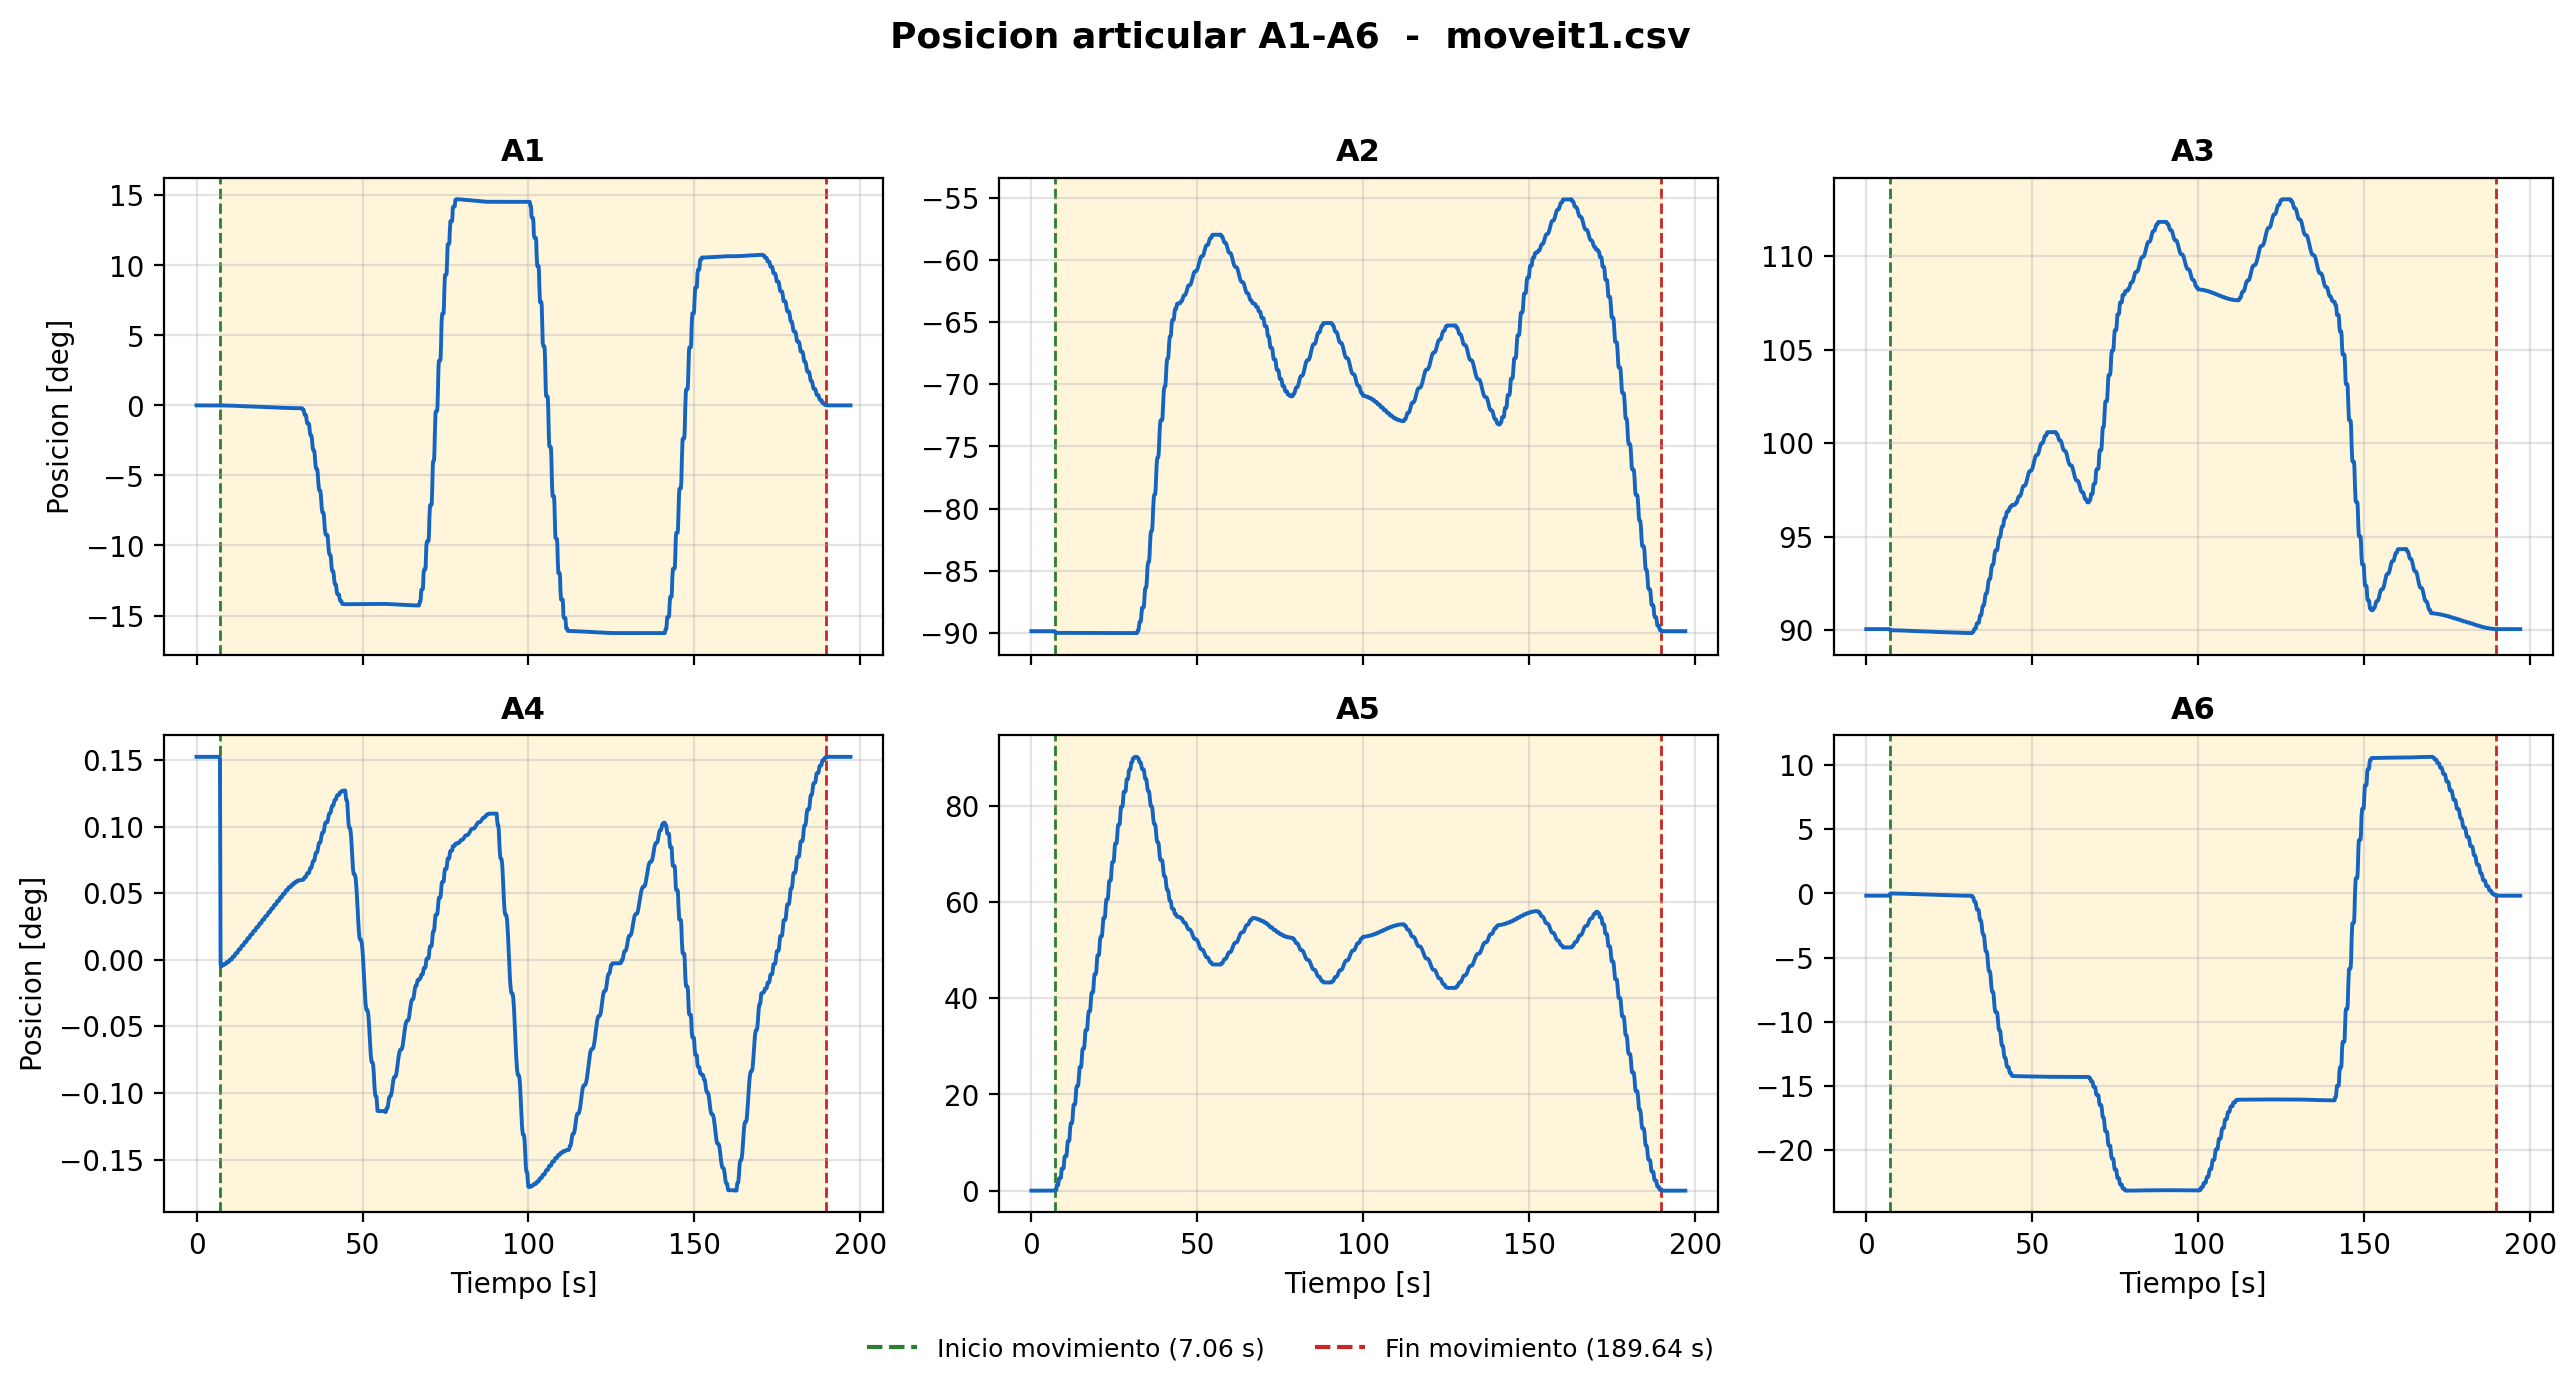 Posicion articular A1-A6  -  moveit1.csv
A1
A2
A3
Posicion [deg]
15
10
5
0
−5
−10
−15
−55
−60
−65
−70
−75
−80
−85
−90
110
105
100
95
90
A4
A5
A6
Posicion [deg]
0.15
0.10
0.05
0.00
−0.05
−0.10
−0.15
80
60
40
20
0
10
5
0
−5
−10
−15
−20
0 50 100 150 200
0 50 100 150 200
0 50 100 150 200
Tiempo [s]
Tiempo [s]
Tiempo [s]
Inicio movimiento (7.06 s)
Fin movimiento (189.64 s)